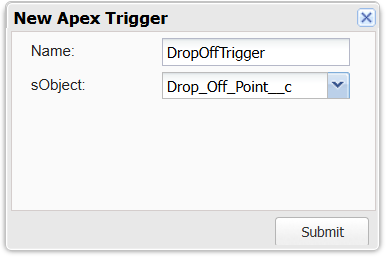 New Apex Trigger
Name: DropOffTrigger
sObject: Drop_Off_Point__c
Submit